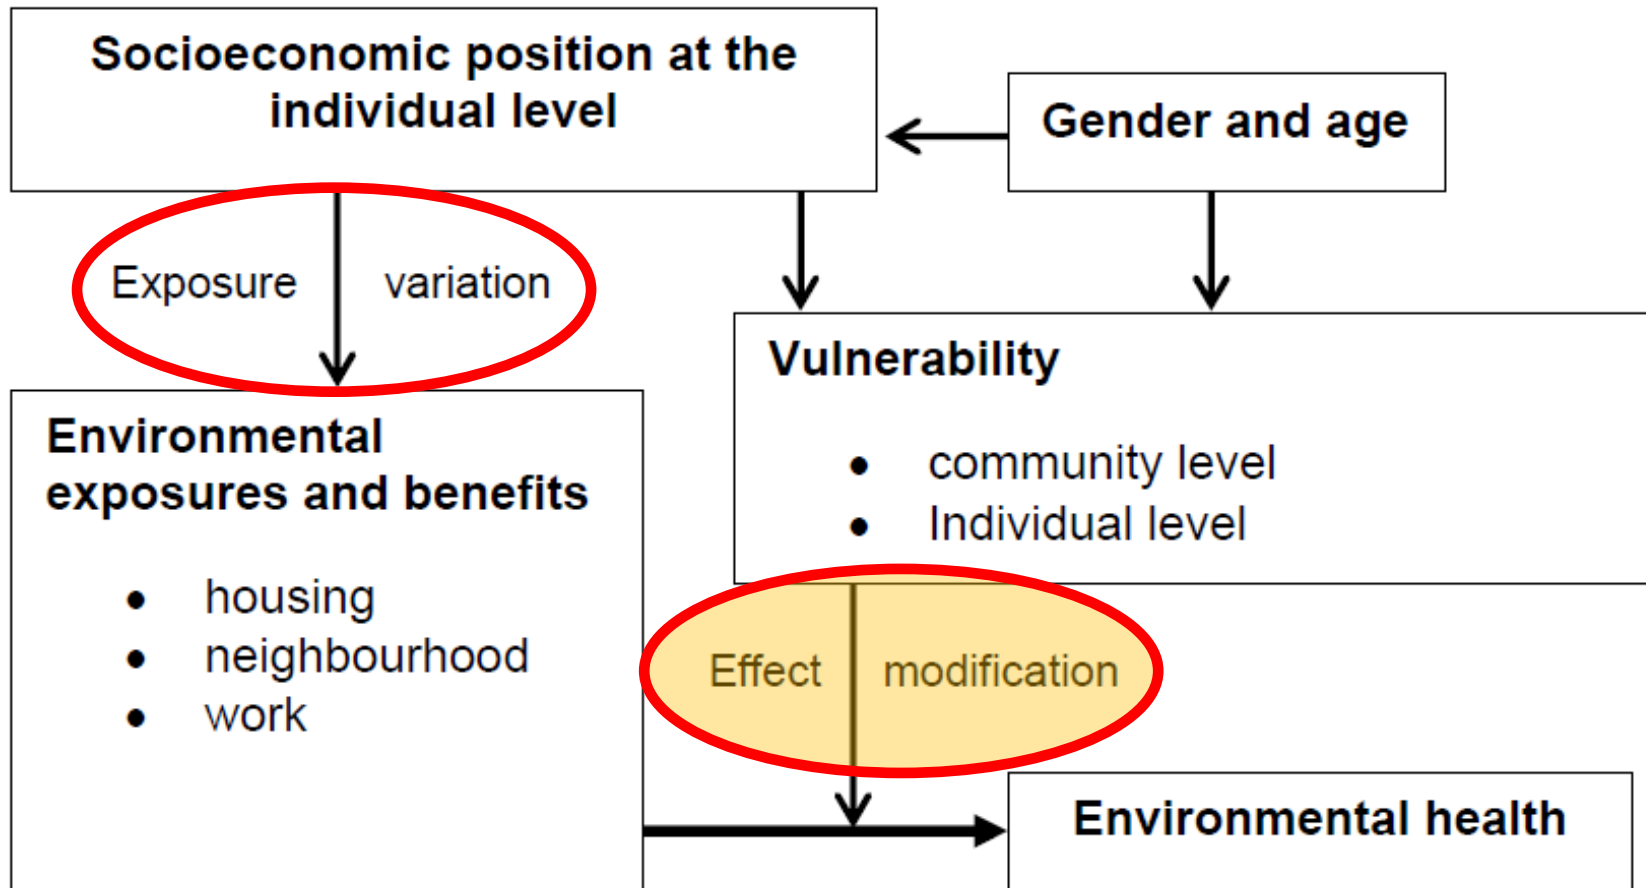 Socioeconomic position at the
individual level
Gender and age
Exposure variation
Vulnerability
• community level
• Individual level
Environmental
exposures and benefits
• housing
• neighbourhood
• work
Effect modification
Environmental health